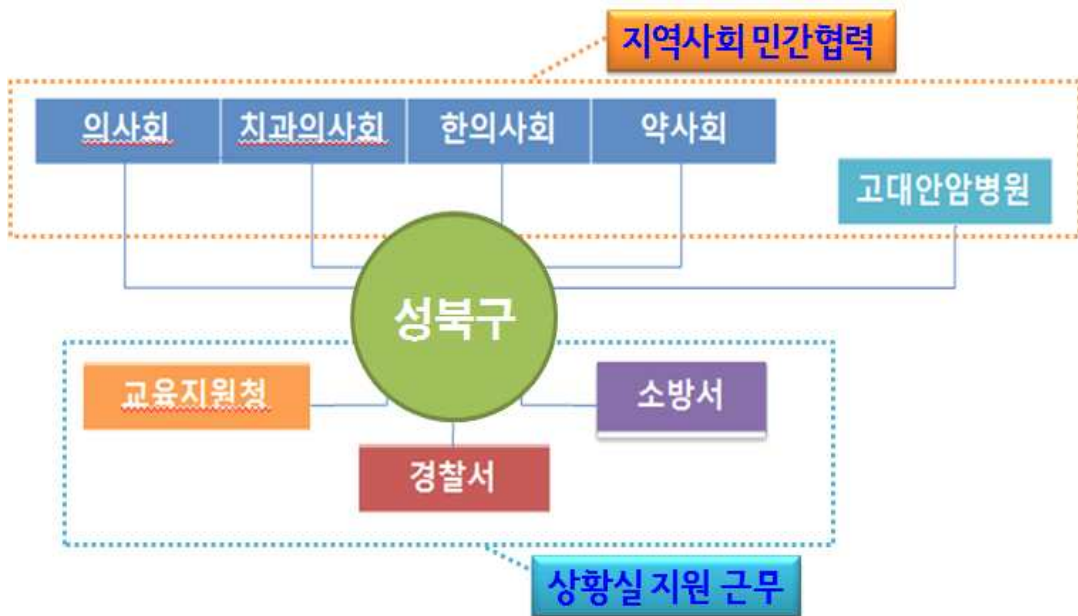 지역사회 민간협력
의사회 치과의사회 한의사회 약사회
고대안암병원
성북구
교육지원청
소방서
경찰서
상황실 지원 근무